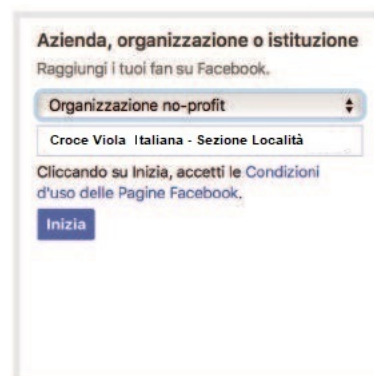 Azienda, organizzazione o istituzione
Raggiungi i tuoi fan su Facebook.
Organizzazione no-profit
Croce Viola Italiana - Sezione Località
Cliccando su Inizia, accetti le Condizioni
d'uso delle Pagine Facebook.
Inizia